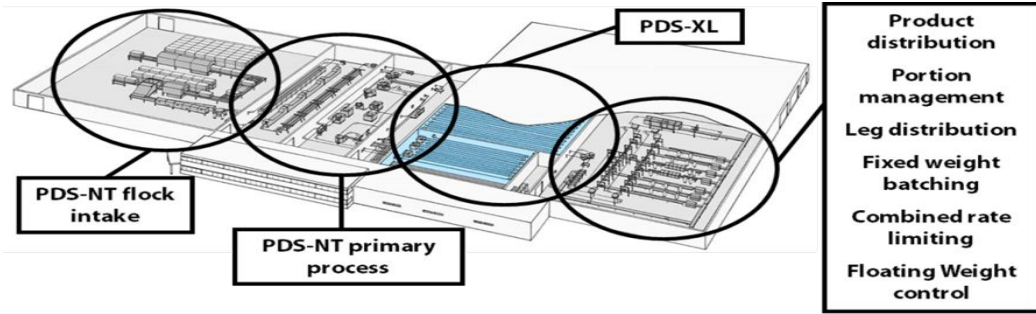 PDS-XL
PDS-NT flock
intake
PDS-NT primary
process
Product
distribution
Portion
management
Leg distribution
Fixed weight
batching
Combined rate
limiting
Floating Weight
control